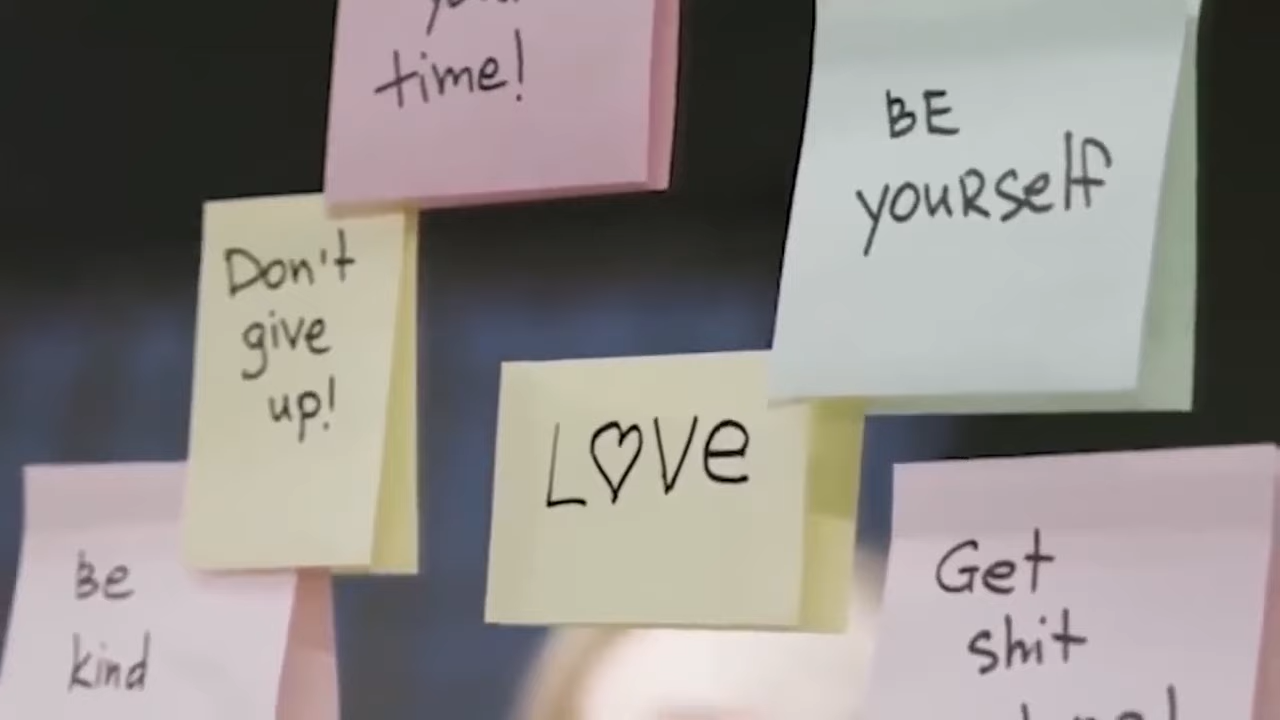 time!
BE
yourself
Don't
give
up!
LOVE
Be
kind
Get
shit